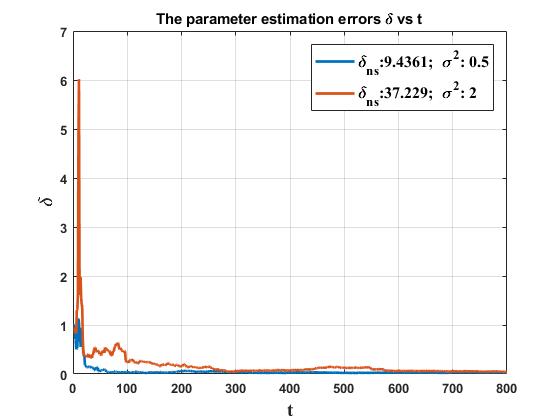 The parameter estimation errors δ vs t
δns:9.4361; σ²: 0.5
δns:37.229; σ²: 2
7
6
5
4
3
2
1
0
δ
0 100 200 300 400 500 600 700 800
t